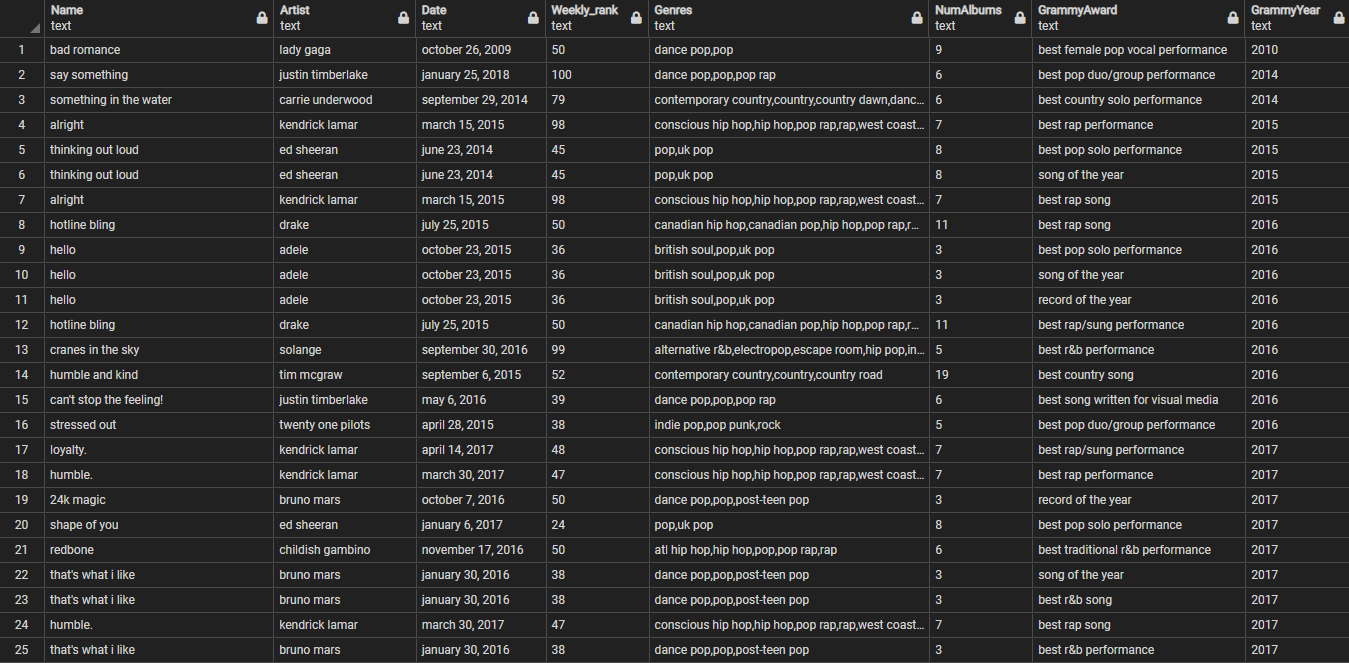 Name Artist Date Weekly_rank Genres NumAlbums GrammyAward GrammyYear
text text text text text text text text
1 bad romance lady gaga october 26, 2009 50 dance pop,pop 9 best female pop vocal performance 2010
2 say something justin timberlake january 25, 2018 100 dance pop,pop,pop rap 6 best pop duo/group performance 2014
3 something in the water carrie underwood september 29, 2014 79 contemporary country,country,country dawn,danc... 6 best country solo performance 2014
4 alright kendrick lamar march 15, 2015 98 conscious hip hop,hip hop,pop rap,rap,west coast... 7 best rap performance 2015
5 thinking out loud ed sheeran june 23, 2014 45 pop,uk pop 8 best pop solo performance 2015
6 thinking out loud ed sheeran june 23, 2014 45 pop,uk pop 8 song of the year 2015
7 alright kendrick lamar march 15, 2015 98 conscious hip hop,hip hop,pop rap,rap,west coast... 7 best rap song 2015
8 hotline bling drake july 25, 2015 50 canadian hip hop,canadian pop,hip hop,pop rap,r... 11 best rap song 2016
9 hello adele october 23, 2015 36 british soul,pop,uk pop 3 best pop solo performance 2016
10 hello adele october 23, 2015 36 british soul,pop,uk pop 3 song of the year 2016
11 hello adele october 23, 2015 36 british soul,pop,uk pop 3 record of the year 2016
12 hotline bling drake july 25, 2015 50 canadian hip hop,canadian pop,hip hop,pop rap,r... 11 best rap/sung performance 2016
13 cranes in the sky solange september 30, 2016 99 alternative r&b,electropop,escape room,hip pop,in... 5 best r&b performance 2016
14 humble and kind tim mcgraw september 6, 2015 52 contemporary country,country,country road 19 best country song 2016
15 can't stop the feeling! justin timberlake may 6, 2016 39 dance pop,pop,pop rap 6 best song written for visual media 2016
16 stressed out twenty one pilots april 28, 2015 38 indie pop,pop punk,rock 5 best pop duo/group performance 2016
17 loyalty. kendrick lamar april 14, 2017 48 conscious hip hop,hip hop,pop rap,rap,west coast... 7 best rap/sung performance 2017
18 humble. kendrick lamar march 30, 2017 47 conscious hip hop,hip hop,pop rap,rap,west coast... 7 best rap performance 2017
19 24k magic bruno mars october 7, 2016 50 dance pop,pop,post-teen pop 3 record of the year 2017
20 shape of you ed sheeran january 6, 2017 24 pop,uk pop 8 best pop solo performance 2017
21 redbone childish gambino november 17, 2016 50 atl hip hop,hip hop,pop,pop rap,rap 6 best traditional r&b performance 2017
22 that's what i like bruno mars january 30, 2016 38 dance pop,pop,post-teen pop 3 song of the year 2017
23 that's what i like bruno mars january 30, 2016 38 dance pop,pop,post-teen pop 3 best r&b song 2017
24 humble. kendrick lamar march 30, 2017 47 conscious hip hop,hip hop,pop rap,rap,west coast... 7 best rap song 2017
25 that's what i like bruno mars january 30, 2016 38 dance pop,pop,post-teen pop 3 best r&b performance 2017